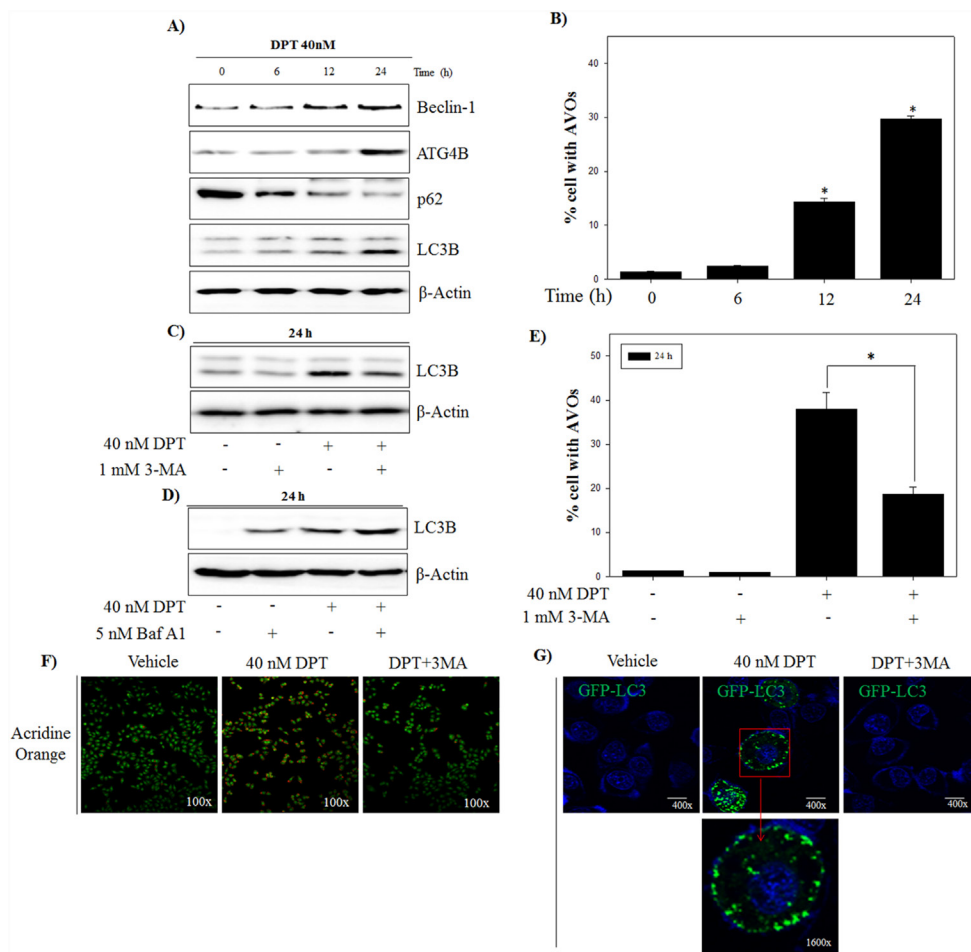 A)
DPT 40nM
0 6 12 24 Time (h)
Beclin-1
ATG4B
p62
LC3B
β-Actin
B)
% cell with AVOs
40
30
20
10
0
* *
Time (h) 0 6 12 24
C)
24 h
LC3B
β-Actin
40 nM DPT - - + +
1 mM 3-MA - + - +
D)
24 h
LC3B
β-Actin
40 nM DPT - - + +
5 nM Baf A1 - + - +
E)
24 h
% cell with AVOs
50
40
30
20
10
0
*
40 nM DPT - - + +
1 mM 3-MA - + - +
F)
Vehicle 40 nM DPT DPT+3MA
Acridine
Orange
100x 100x 100x
G)
Vehicle 40 nM DPT DPT+3MA
GFP-LC3 GFP-LC3 GFP-LC3
400x 400x 400x
1600x